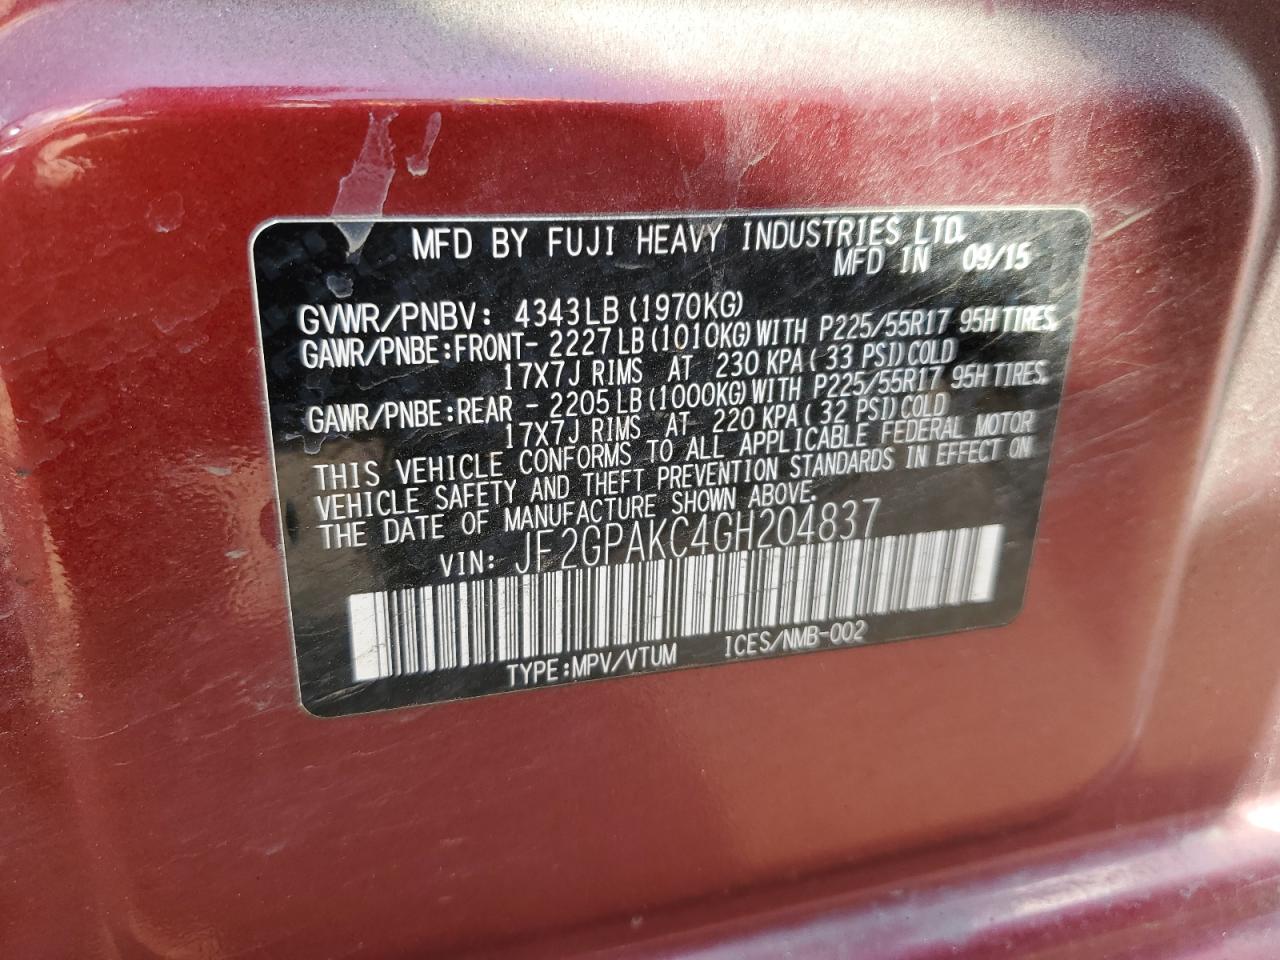 MFD BY FUJI HEAVY INDUSTRIES LTD.
MFD IN 09/15
GVWR/PNBV: 4343LB (1970KG)
GAWR/PNBE:FRONT- 2227 LB (1010KG) WITH P225/55R17 95H TIRES.
17X7J RIMS AT 230 KPA ( 33 PSI) COLD
GAWR/PNBE:REAR - 2205 LB (1000KG) WITH P225/55R17 95H TIRES.
17X7J RIMS AT 220 KPA ( 32 PSI) COLD
THIS VEHICLE CONFORMS TO ALL APPLICABLE FEDERAL MOTOR
VEHICLE SAFETY AND THEFT PREVENTION STANDARDS IN EFFECT ON
THE DATE OF MANUFACTURE SHOWN ABOVE.
VIN: JF2GPAKC4GH204837
TYPE:MPV/VTUM ICES/NMB-002